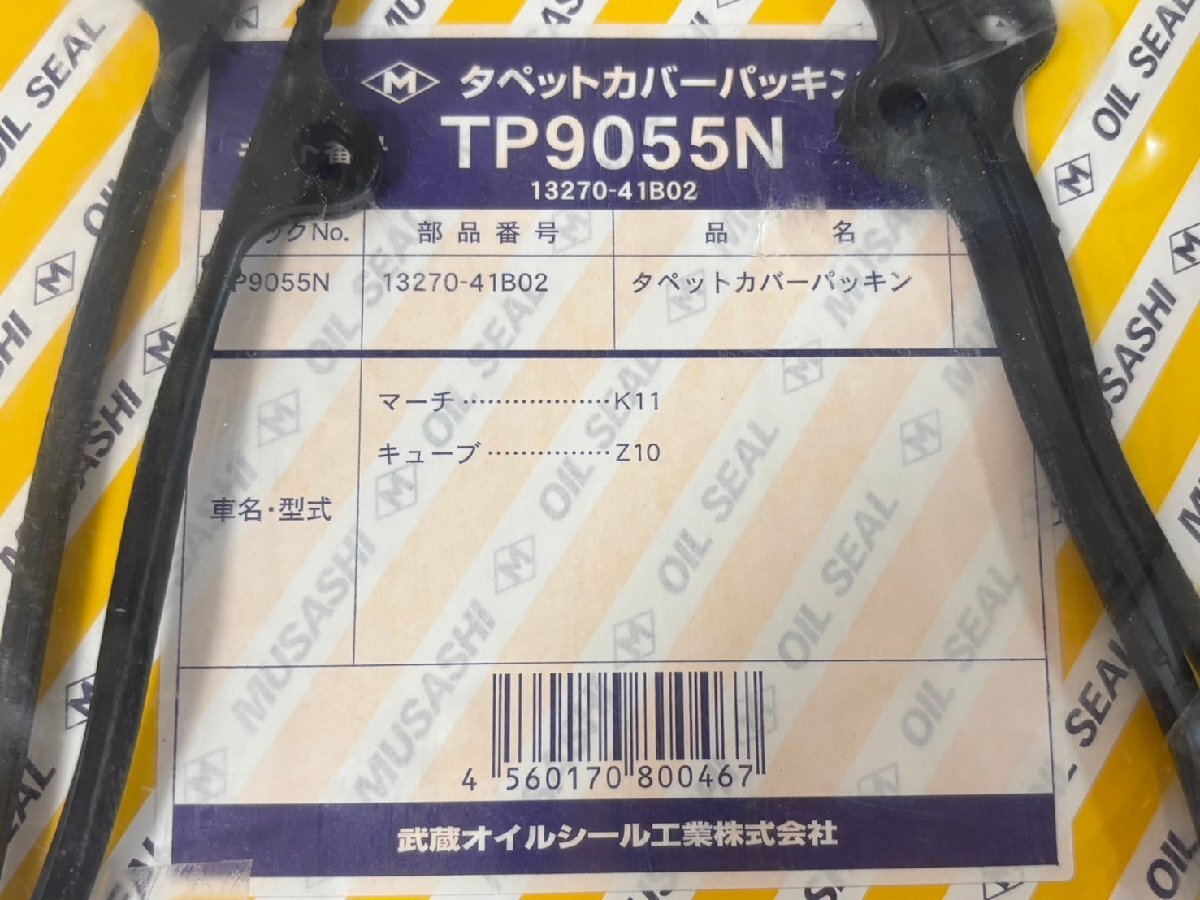 タペットカバーパッキン
TP9055N
13270-41B02
クNo. 部品番号 品名
P9055N 13270-41B02 タペットカバーパッキン
マーチ………………K11
キューブ……………Z10
車名・型式
4 560170 800467
武蔵オイルシール工業株式会社
MUSASHI OIL SEAL